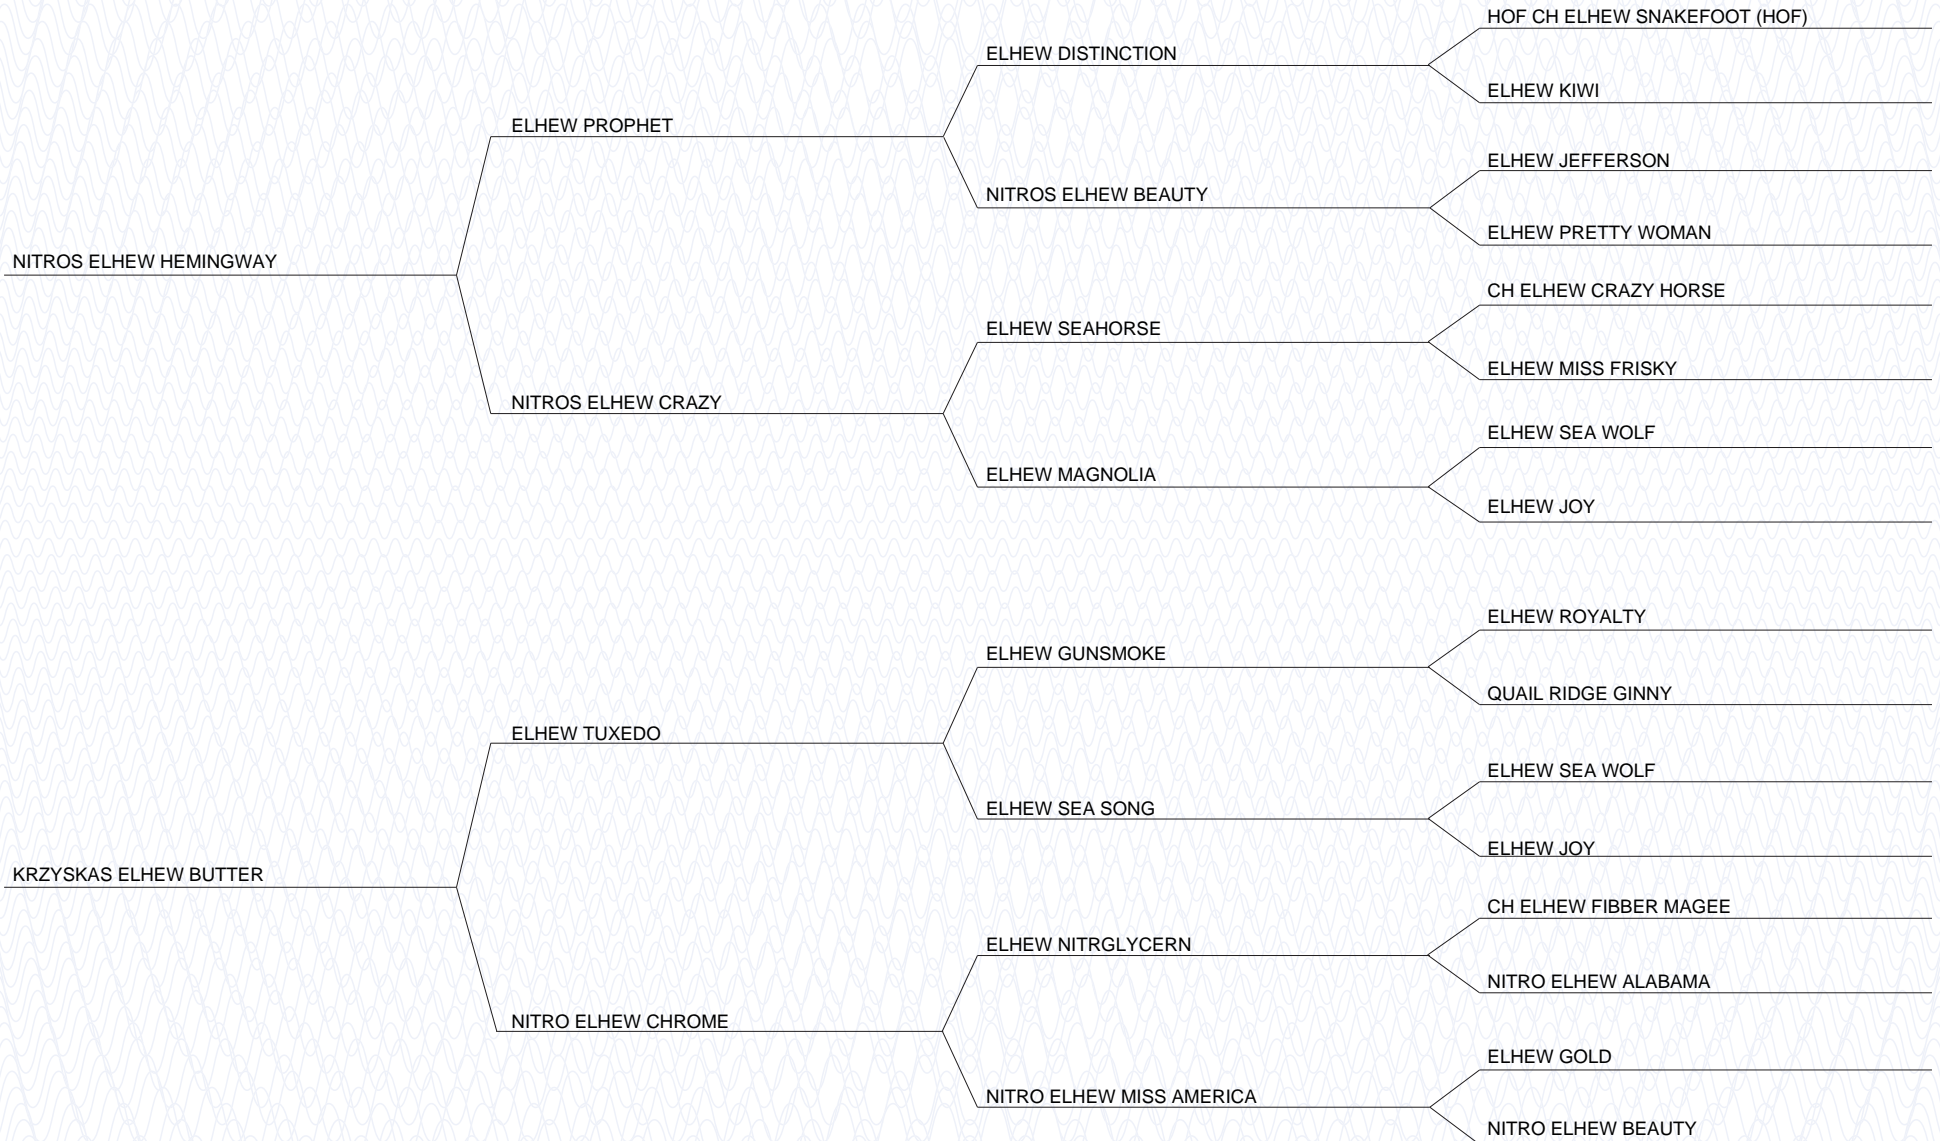 HOF CH ELHEW SNAKEFOOT (HOF)
ELHEW DISTINCTION
ELHEW KIWI
ELHEW PROPHET
ELHEW JEFFERSON
NITROS ELHEW BEAUTY
ELHEW PRETTY WOMAN
NITROS ELHEW HEMINGWAY
CH ELHEW CRAZY HORSE
ELHEW SEAHORSE
ELHEW MISS FRISKY
NITROS ELHEW CRAZY
ELHEW SEA WOLF
ELHEW MAGNOLIA
ELHEW JOY
ELHEW ROYALTY
ELHEW GUNSMOKE
QUAIL RIDGE GINNY
ELHEW TUXEDO
ELHEW SEA WOLF
ELHEW SEA SONG
ELHEW JOY
KRZYSKAS ELHEW BUTTER
CH ELHEW FIBBER MAGEE
ELHEW NITRGLYCERN
NITRO ELHEW ALABAMA
NITRO ELHEW CHROME
ELHEW GOLD
NITRO ELHEW MISS AMERICA
NITRO ELHEW BEAUTY